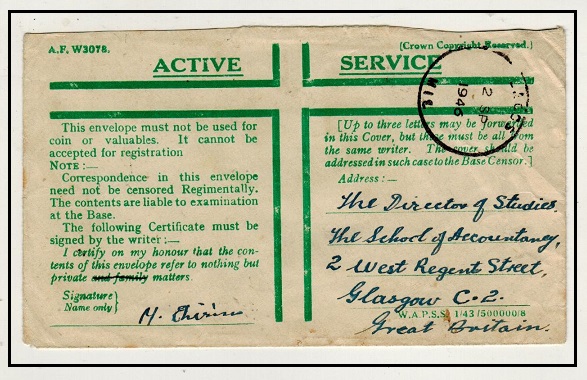 A.F. W3078.
(Crown Copyright Reserved.)
ACTIVE SERVICE
This envelope must not be used for
coin or valuables. It cannot be
accepted for registration
NOTE:—
Correspondence in this envelope
need not be censored Regimentally.
The contents are liable to examination
at the Base.
The following Certificate must be
signed by the writer:—
I certify on my honour that the con-
tents of this envelope refer to nothing but
private and family matters.
Signature
Name only
[Up to three letters may be forwarded
in this Cover, but these must be all from
the same writer. The cover should be
addressed in such case to the Base Censor.]
Address:—
The Director of Studies,
The School of Accountancy,
2 West Regent Street,
Glasgow C.2.
Great Britain.
W.A.P.S.S. 1/43/500000/8
2 SP
1946